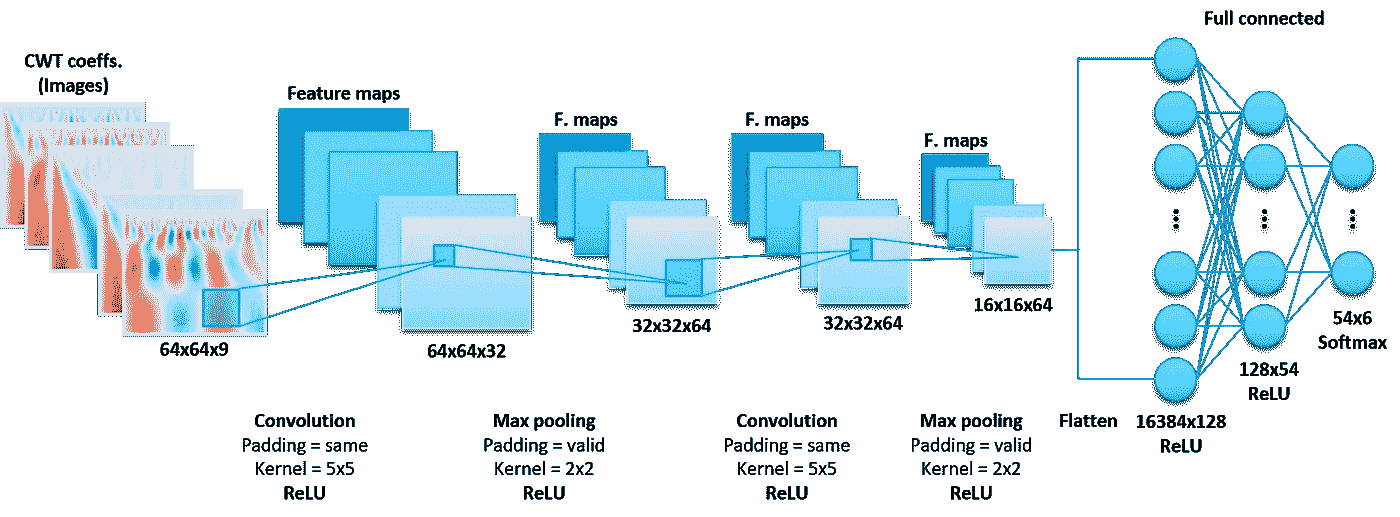 Full connected
CWT coeffs.
(Images)
Feature maps
F. maps
F. maps
F. maps
64x64x9
64x64x32
32x32x64
32x32x64
16x16x64
54x6
Softmax
128x54
ReLU
Flatten
16384x128
ReLU
Convolution
Padding = same
Kernel = 5x5
ReLU
Max pooling
Padding = valid
Kernel = 2x2
ReLU
Convolution
Padding = same
Kernel = 5x5
ReLU
Max pooling
Padding = valid
Kernel = 2x2
ReLU